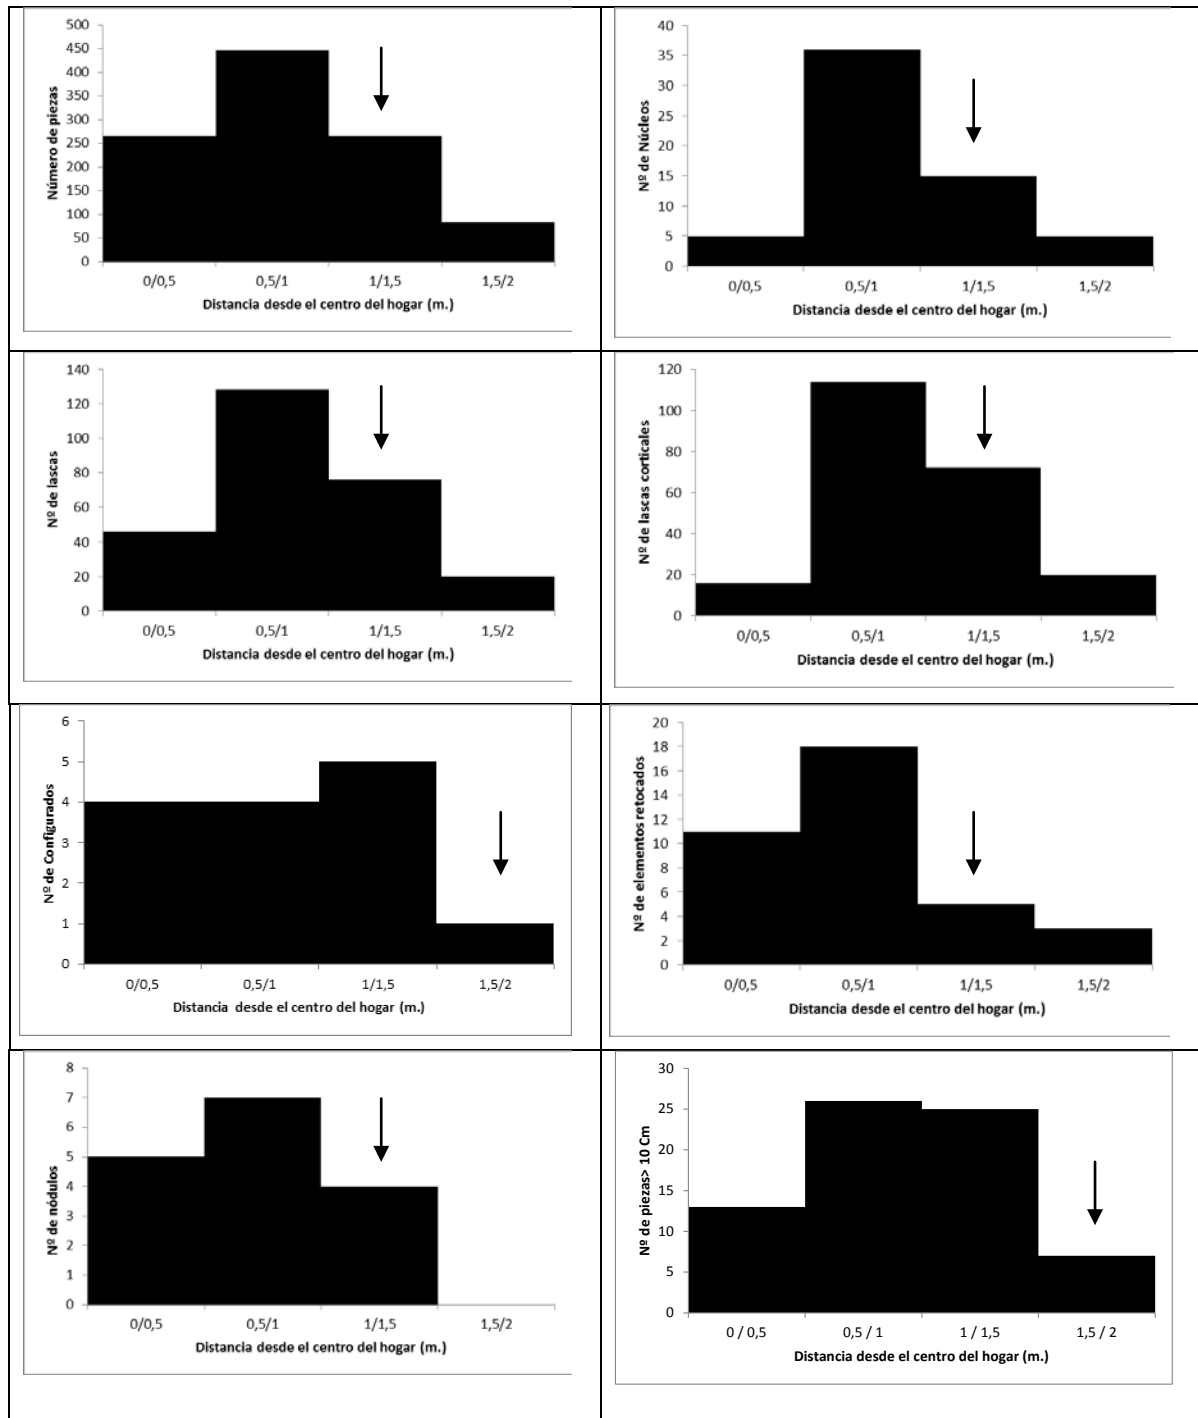 Número de piezas
500
450
400
350
300
250
200
150
100
50
0
0/0,5 0,5/1 1/1,5 1,5/2
Distancia desde el centro del hogar (m.)
Nº de Núcleos
40
35
30
25
20
15
10
5
0
0/0,5 0,5/1 1/1,5 1,5/2
Distancia desde el centro del hogar (m.)
Nº de lascas
140
120
100
80
60
40
20
0
0/0,5 0,5/1 1/1,5 1,5/2
Distancia desde el centro del hogar (m.)
Nº de lascas corticales
120
100
80
60
40
20
0
0/0,5 0,5/1 1/1,5 1,5/2
Distancia desde el centro del hogar (m.)
Nº de Configurados
6
5
4
3
2
1
0
0/0,5 0,5/1 1/1,5 1,5/2
Distancia desde el centro del hogar (m.)
Nº de elementos retocados
20
18
16
14
12
10
8
6
4
2
0
0/0,5 0,5/1 1/1,5 1,5/2
Distancia desde el centro del hogar (m.)
Nº de nódulos
8
7
6
5
4
3
2
1
0
0/0,5 0,5/1 1/1,5 1,5/2
Distancia desde el centro del hogar (m.)
Nº de piezas> 10 Cm
30
25
20
15
10
5
0
0 / 0,5 0,5 / 1 1 / 1,5 1,5 / 2
Distancia desde el centro del hogar (m.)